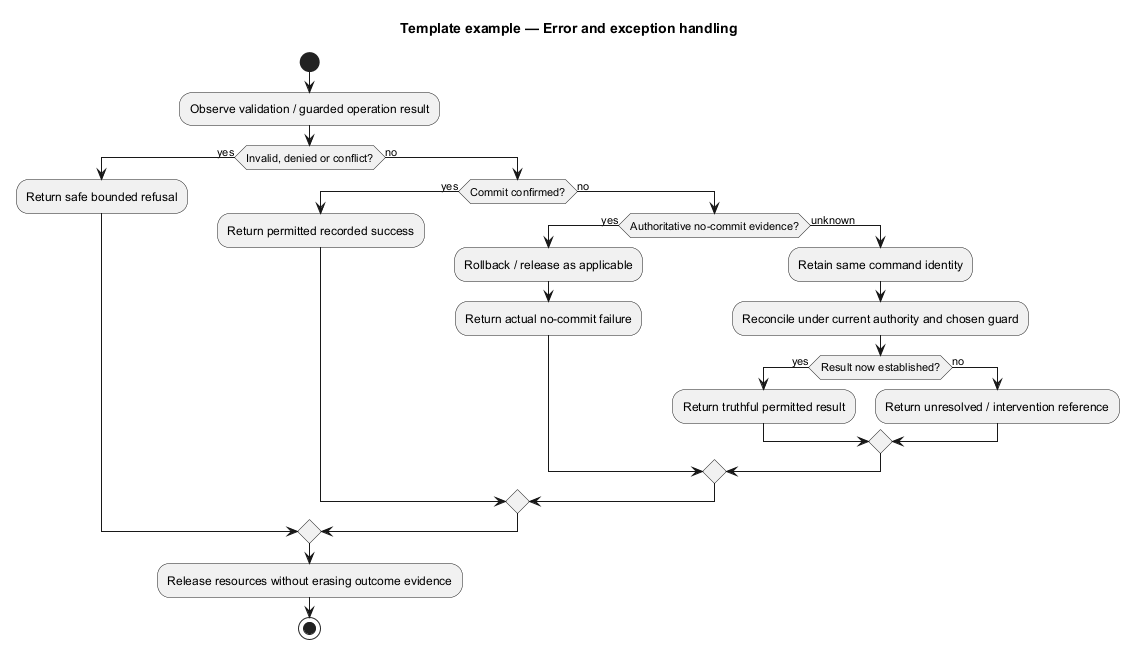 Template example — Error and exception handling
Observe validation / guarded operation result
yes
Invalid, denied or conflict?
no
Return safe bounded refusal
yes
Commit confirmed?
no
Return permitted recorded success
yes
Authoritative no-commit evidence?
unknown
Rollback / release as applicable
Retain same command identity
Return actual no-commit failure
Reconcile under current authority and chosen guard
yes
Result now established?
no
Return truthful permitted result
Return unresolved / intervention reference
Release resources without erasing outcome evidence